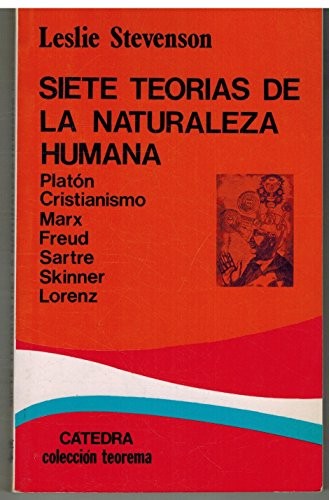 Leslie Stevenson
SIETE TEORIAS DE
LA NATURALEZA
HUMANA
Platón
Cristianismo
Marx
Freud
Sartre
Skinner
Lorenz
CATEDRA
colección teorema